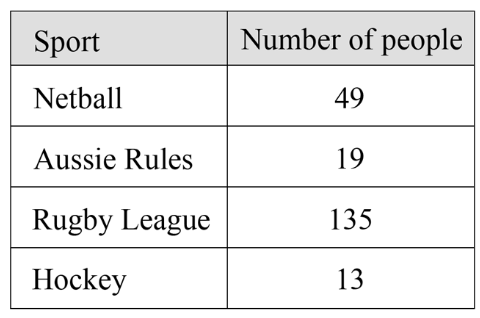 Sport Number of people
Netball 49
Aussie Rules 19
Rugby League 135
Hockey 13